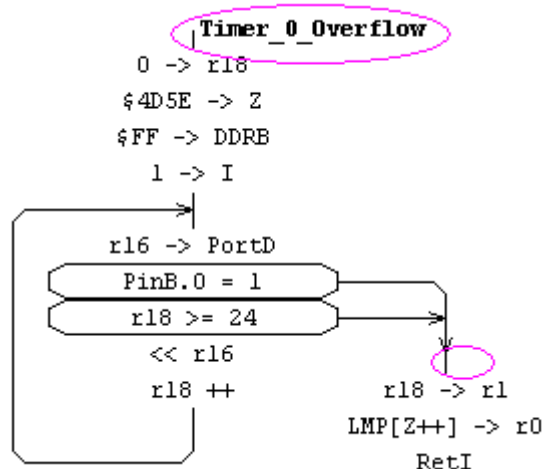 Timer_0_Overflow
0 -> r18
$4D5E -> Z
$FF -> DDRB
1 -> I
r16 -> PortD
PinB.0 = 1
r18 >= 24
<< r16
r18 ++
r18 -> r1
LMP[Z++] -> r0
RetI